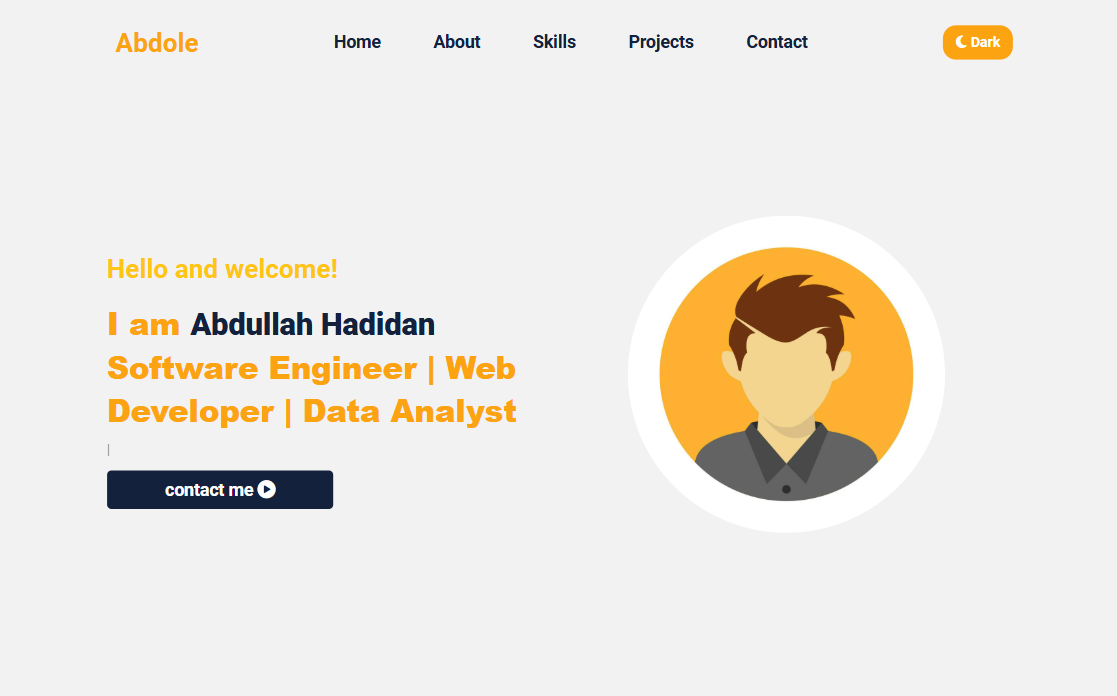 Abdole
Home
About
Skills
Projects
Contact
Dark
Hello and welcome!
I am Abdullah Hadidan
Software Engineer | Web
Developer | Data Analyst
|
contact me